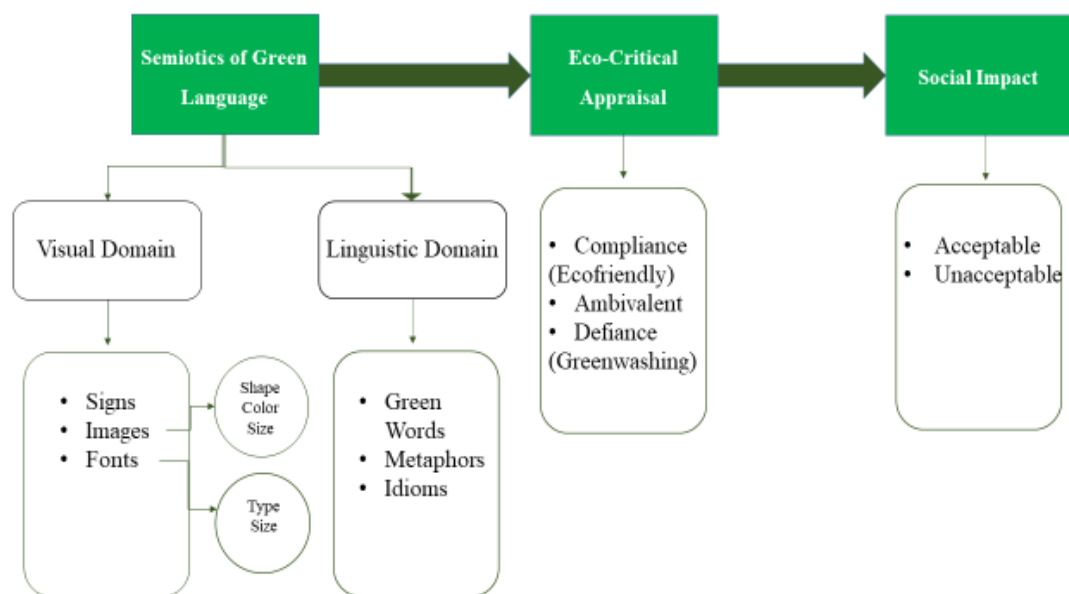 Semiotics of Green
Language
Eco-Critical
Appraisal
Social Impact
Visual Domain
Linguistic Domain
• Signs
• Images
• Fonts
Shape
Color
Size
Type
Size
• Green
Words
• Metaphors
• Idioms
• Compliance
(Ecofriendly)
• Ambivalent
• Defiance
(Greenwashing)
• Acceptable
• Unacceptable